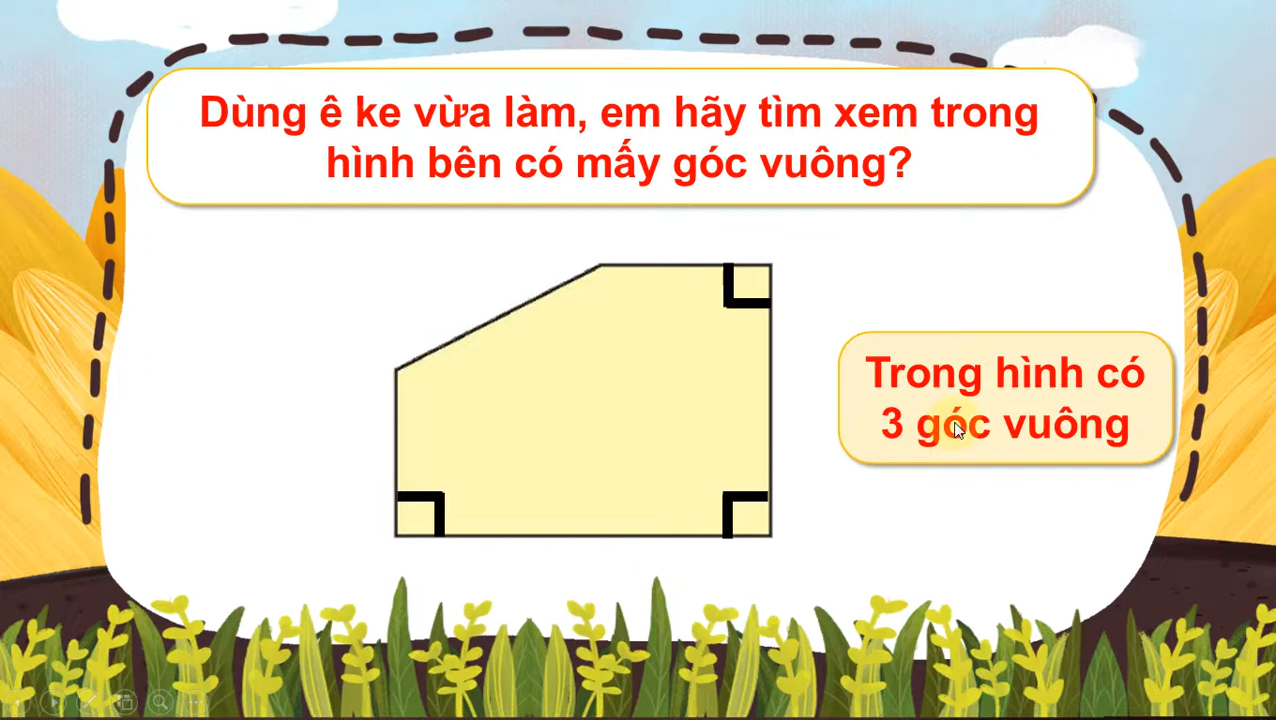 Dùng ê ke vừa làm, em hãy tìm xem trong
hình bên có mấy góc vuông?
Trong hình có
3 góc vuông